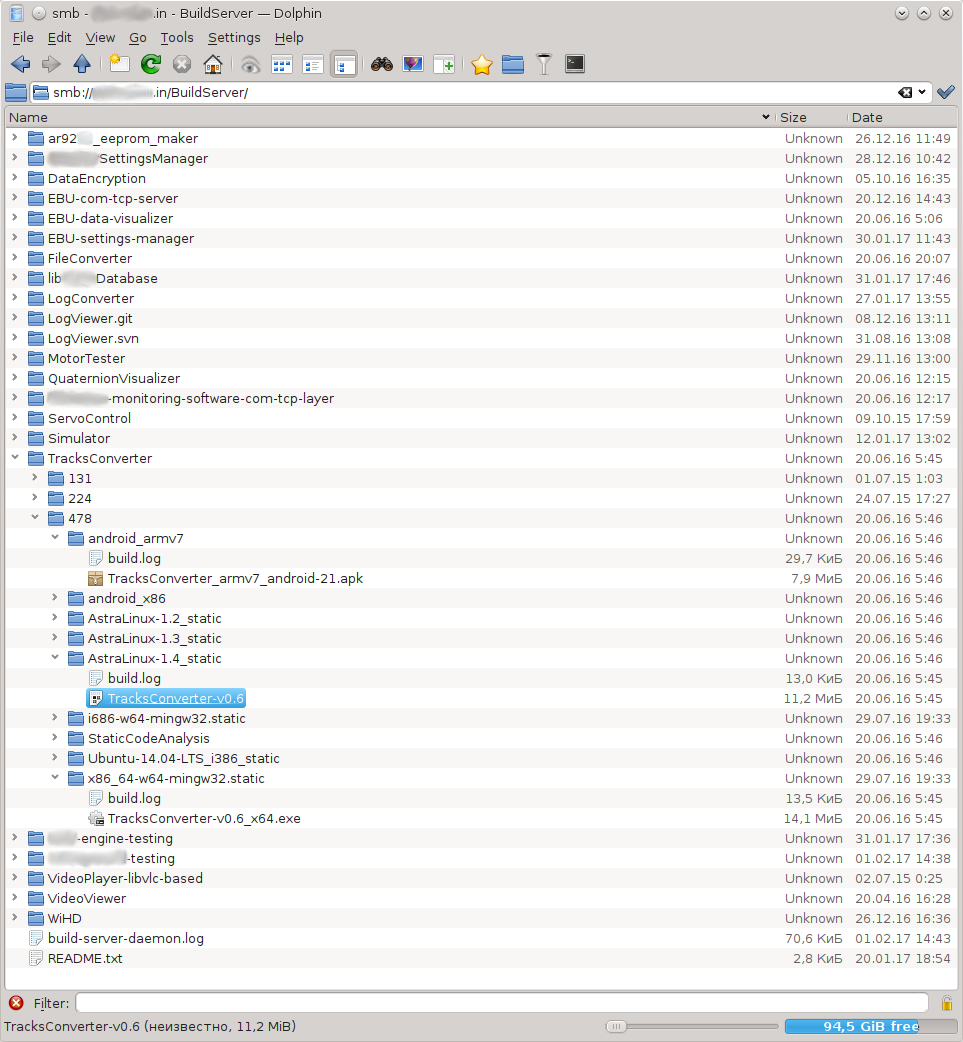 smb - .in - BuildServer — Dolphin
File Edit View Go Tools Settings Help
smb:// .in/BuildServer/
Name Size Date
ar92 _eeprom_maker Unknown 26.12.16 11:49
SettingsManager Unknown 28.12.16 10:42
DataEncryption Unknown 05.10.16 16:35
EBU-com-tcp-server Unknown 20.12.16 14:43
EBU-data-visualizer Unknown 20.06.16 5:06
EBU-settings-manager Unknown 30.01.17 11:43
FileConverter Unknown 20.06.16 20:07
lib Database Unknown 31.01.17 17:46
LogConverter Unknown 27.01.17 13:55
LogViewer.git Unknown 08.12.16 13:11
LogViewer.svn Unknown 31.08.16 13:08
MotorTester Unknown 29.11.16 13:00
QuaternionVisualizer Unknown 20.06.16 12:15
-monitoring-software-com-tcp-layer Unknown 20.06.16 12:17
ServoControl Unknown 09.10.15 17:59
Simulator Unknown 12.01.17 13:02
TracksConverter Unknown 20.06.16 5:45
131 Unknown 01.07.15 1:03
224 Unknown 24.07.15 17:27
478 Unknown 20.06.16 5:46
android_armv7 Unknown 20.06.16 5:46
build.log 29,7 КиБ 20.06.16 5:46
TracksConverter_armv7_android-21.apk 7,9 МиБ 20.06.16 5:46
android_x86 Unknown 20.06.16 5:46
AstraLinux-1.2_static Unknown 20.06.16 5:46
AstraLinux-1.3_static Unknown 20.06.16 5:46
AstraLinux-1.4_static Unknown 20.06.16 5:46
build.log 13,0 КиБ 20.06.16 5:45
TracksConverter-v0.6 11,2 МиБ 20.06.16 5:45
i686-w64-mingw32.static Unknown 29.07.16 19:33
StaticCodeAnalysis Unknown 20.06.16 5:46
Ubuntu-14.04-LTS_i386_static Unknown 20.06.16 5:46
x86_64-w64-mingw32.static Unknown 29.07.16 19:33
build.log 13,5 КиБ 20.06.16 5:45
TracksConverter-v0.6_x64.exe 14,1 МиБ 20.06.16 5:45
-engine-testing Unknown 31.01.17 17:36
-testing Unknown 01.02.17 14:38
VideoPlayer-libvlc-based Unknown 02.07.15 0:25
VideoViewer Unknown 20.04.16 16:28
WiHD Unknown 26.12.16 16:36
build-server-daemon.log 70,6 КиБ 01.02.17 14:43
README.txt 2,8 КиБ 20.01.17 18:54
Filter:
TracksConverter-v0.6 (неизвестно, 11,2 MiB) 94,5 GiB free